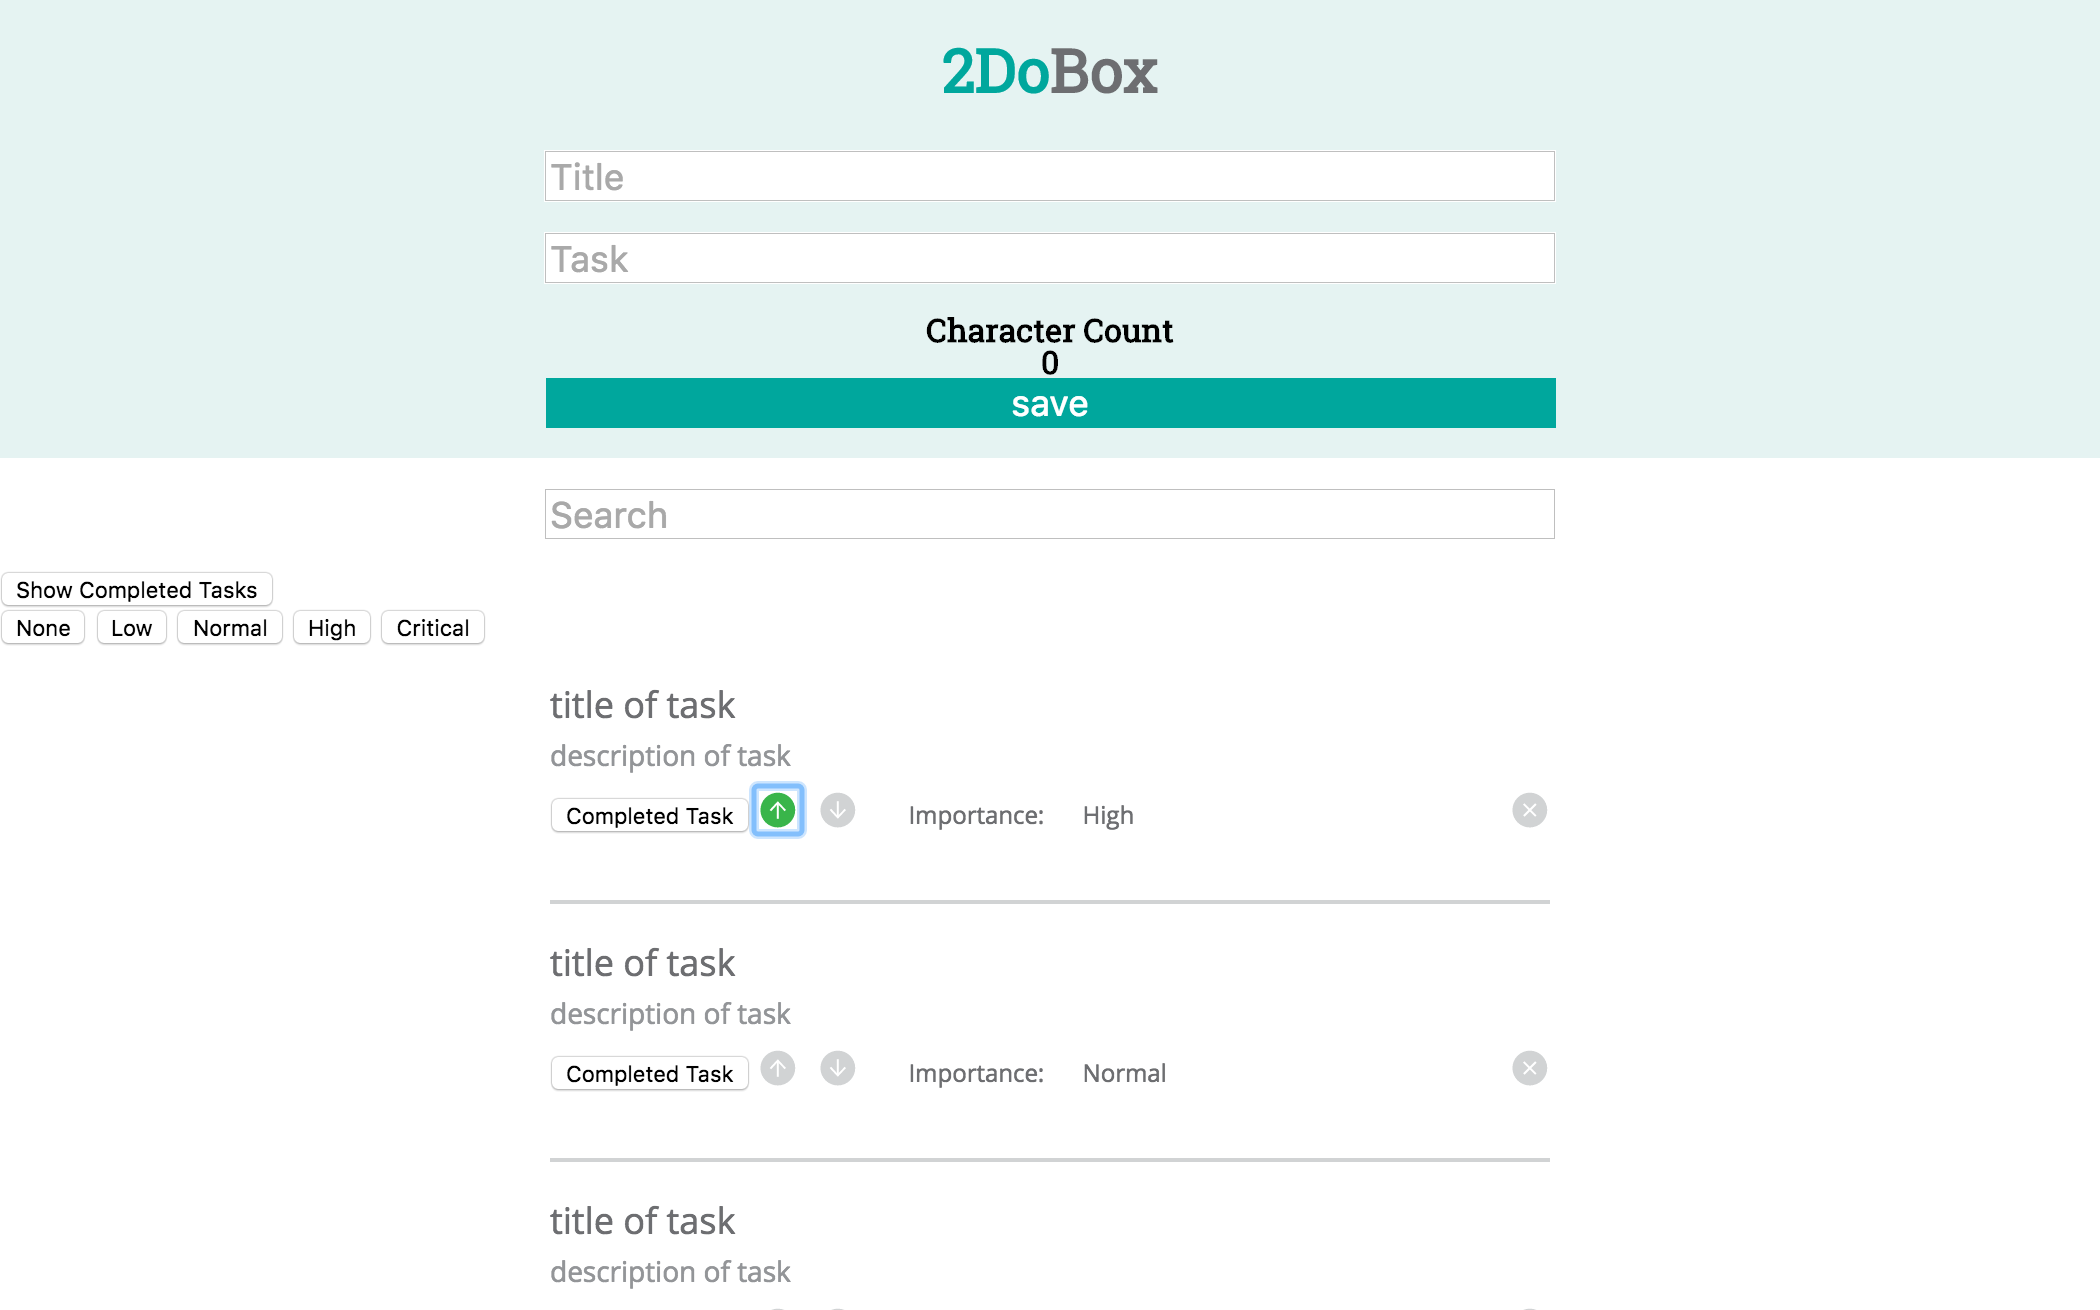 2DoBox
Title
Task
Character Count
0
save
Search
Show Completed Tasks
None Low Normal High Critical
title of task
description of task
Completed Task Importance: High
title of task
description of task
Completed Task Importance: Normal
title of task
description of task